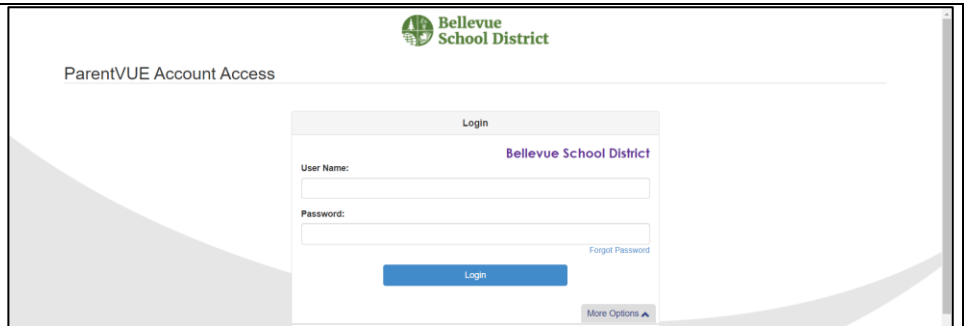 Bellevue
School District
ParentVUE Account Access
Login
Bellevue School District
User Name:
Password:
Forgot Password
Login
More Options